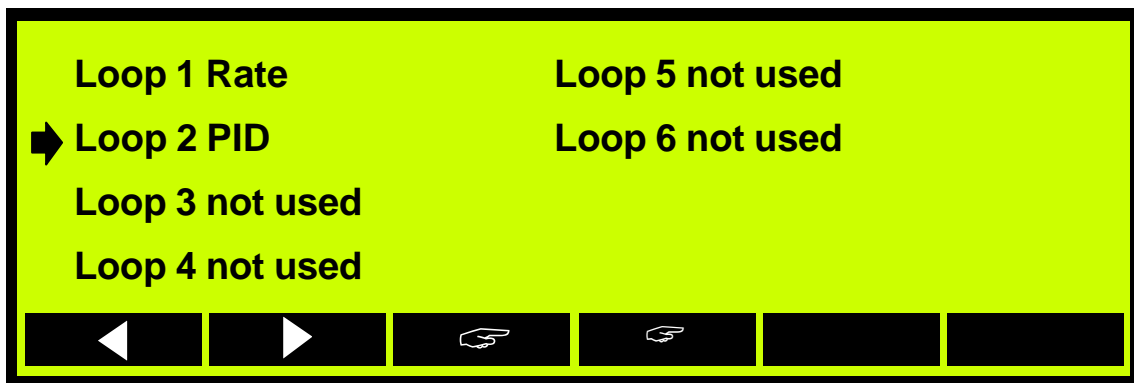 Loop 1 Rate
Loop 2 PID
Loop 3 not used
Loop 4 not used
Loop 5 not used
Loop 6 not used